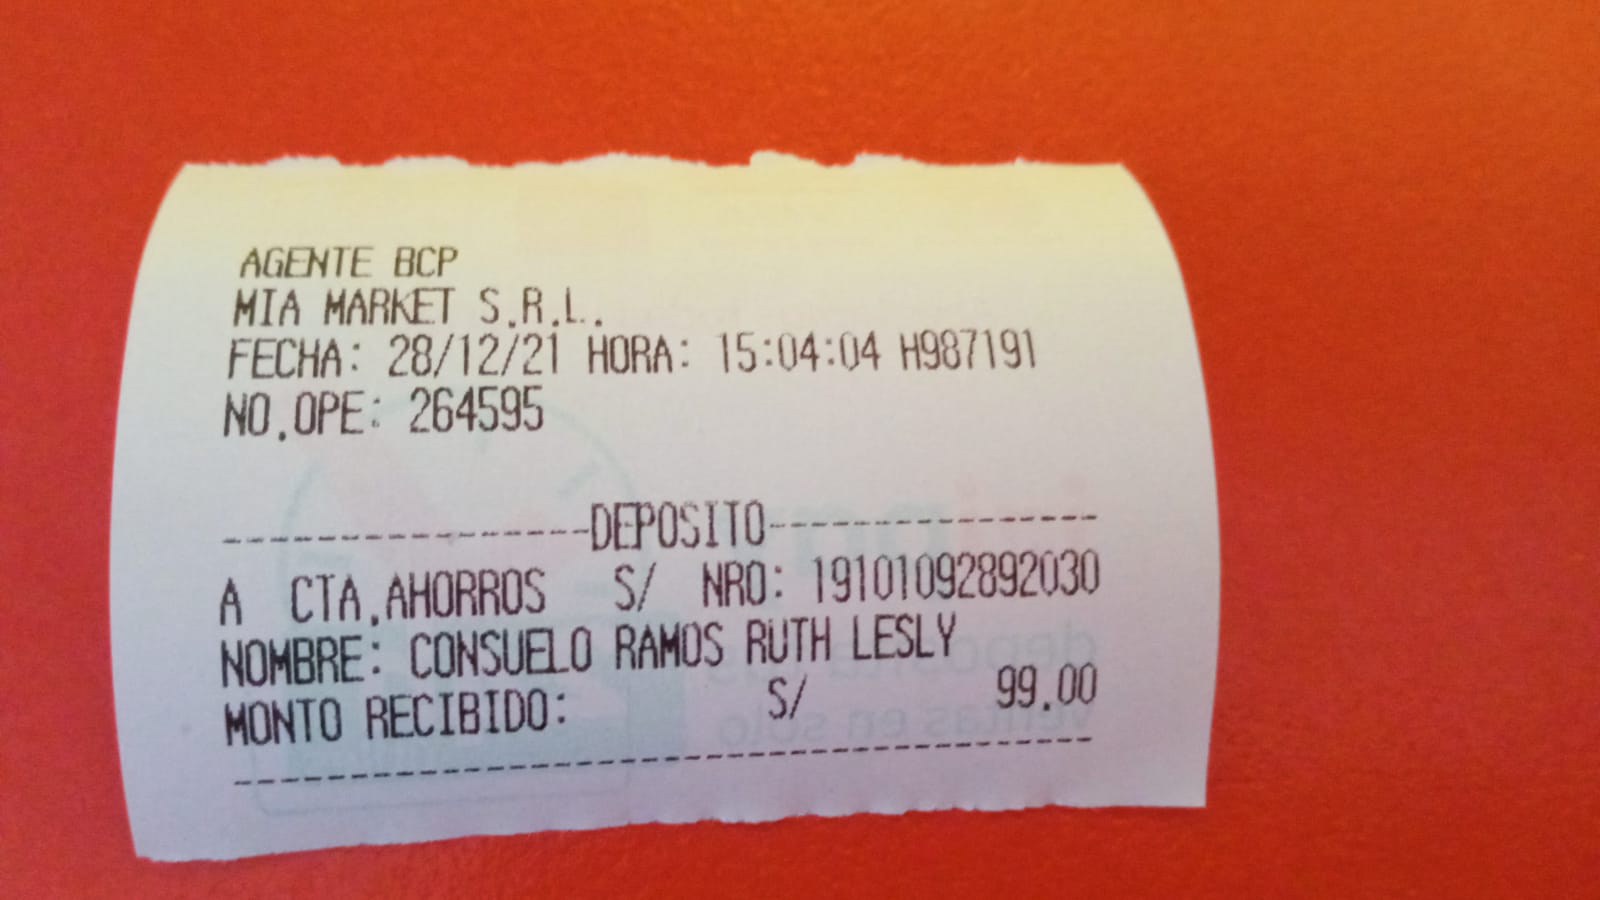 AGENTE BCP
MIA MARKET S.R.L.
FECHA: 28/12/21 HORA: 15:04:04 H987191
NO.OPE: 264595
----------------DEPOSITO----------------
A CTA.AHORROS S/ NRO: 19101092892030
NOMBRE: CONSUELO RAMOS RUTH LESLY
MONTO RECIBIDO: S/ 99.00